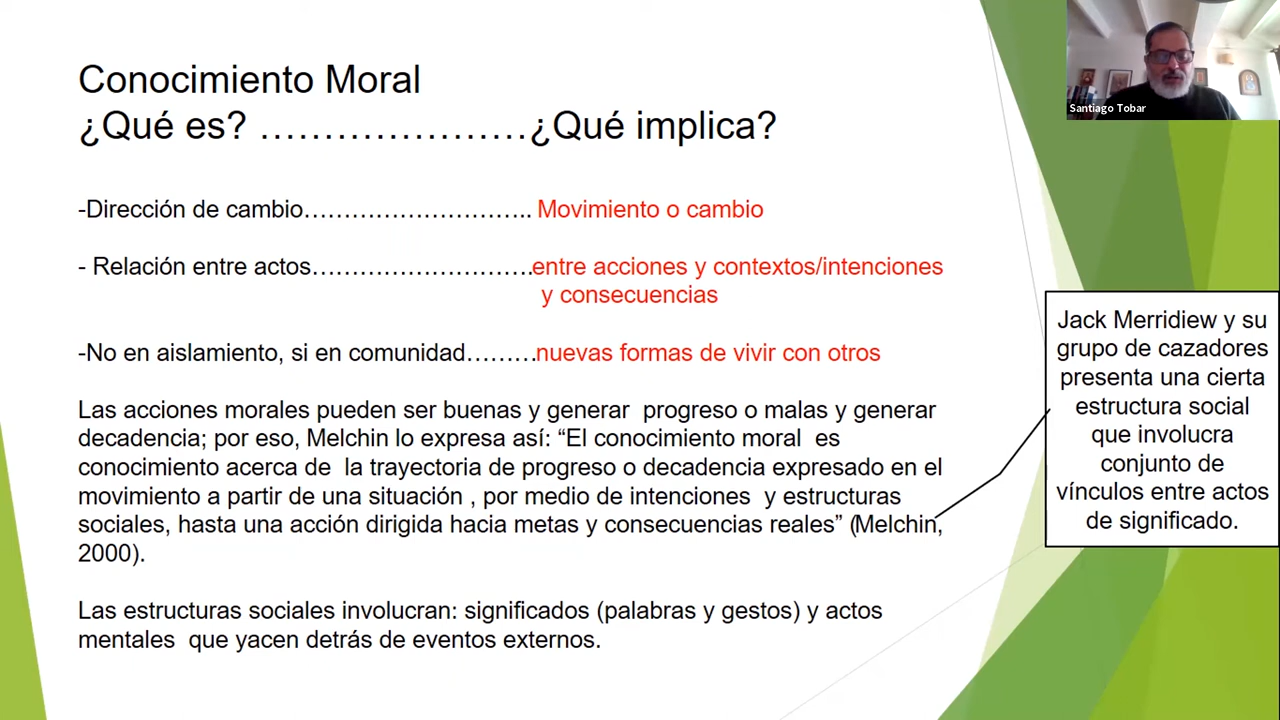 Conocimiento Moral
¿Qué es? …………………¿Qué implica?
-Dirección de cambio……………………….. Movimiento o cambio
- Relación entre actos……………………….entre acciones y contextos/intenciones
y consecuencias
-No en aislamiento, si en comunidad………nuevas formas de vivir con otros
Las acciones morales pueden ser buenas y generar progreso o malas y generar
decadencia; por eso, Melchin lo expresa así: “El conocimiento moral es
conocimiento acerca de la trayectoria de progreso o decadencia expresado en el
movimiento a partir de una situación , por medio de intenciones y estructuras
sociales, hasta una acción dirigida hacia metas y consecuencias reales” (Melchin,
2000).
Las estructuras sociales involucran: significados (palabras y gestos) y actos
mentales que yacen detrás de eventos externos.
Jack Merridiew y su
grupo de cazadores
presenta una cierta
estructura social
que involucra
conjunto de
vínculos entre actos
de significado.
Santiago Tobar